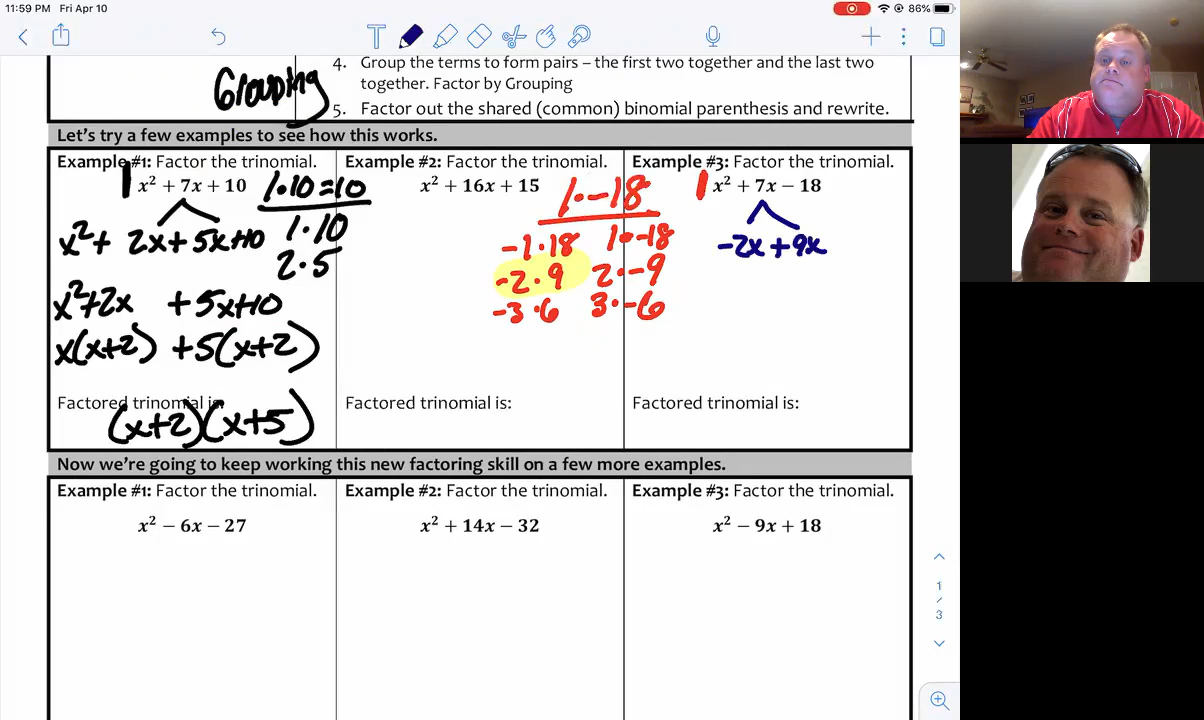 11:59 PM Fri Apr 10
86%
Grouping
4. Group the terms to form pairs – the first two together and the last two
together. Factor by Grouping
5. Factor out the shared (common) binomial parenthesis and rewrite.
Let's try a few examples to see how this works.
Example #1: Factor the trinomial.
1 x² + 7x + 10
1·10=10
1·10
2·5
x²+ 2x+5x+10
x²+2x +5x+10
x(x+2) +5(x+2)
Factored trinomial is:
(x+2)(x+5)
Example #2: Factor the trinomial.
x² + 16x + 15
Factored trinomial is:
Example #3: Factor the trinomial.
1 x² + 7x – 18
1·-18
-1·18 1·-18
-2·9 2·-9
-3·6 3·-6
-2x+9x
Factored trinomial is:
Now we're going to keep working this new factoring skill on a few more examples.
Example #1: Factor the trinomial.
x² – 6x – 27
Example #2: Factor the trinomial.
x² + 14x – 32
Example #3: Factor the trinomial.
x² – 9x + 18
1
/
3